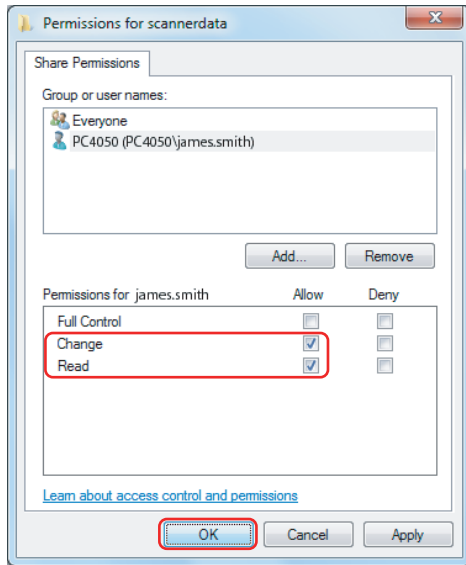 Permissions for scannerdata
Share Permissions
Group or user names:
Everyone
PC4050 (PC4050\james.smith)
Add... Remove
Permissions for james.smith Allow Deny
Full Control
Change
Read
Learn about access control and permissions
OK Cancel Apply